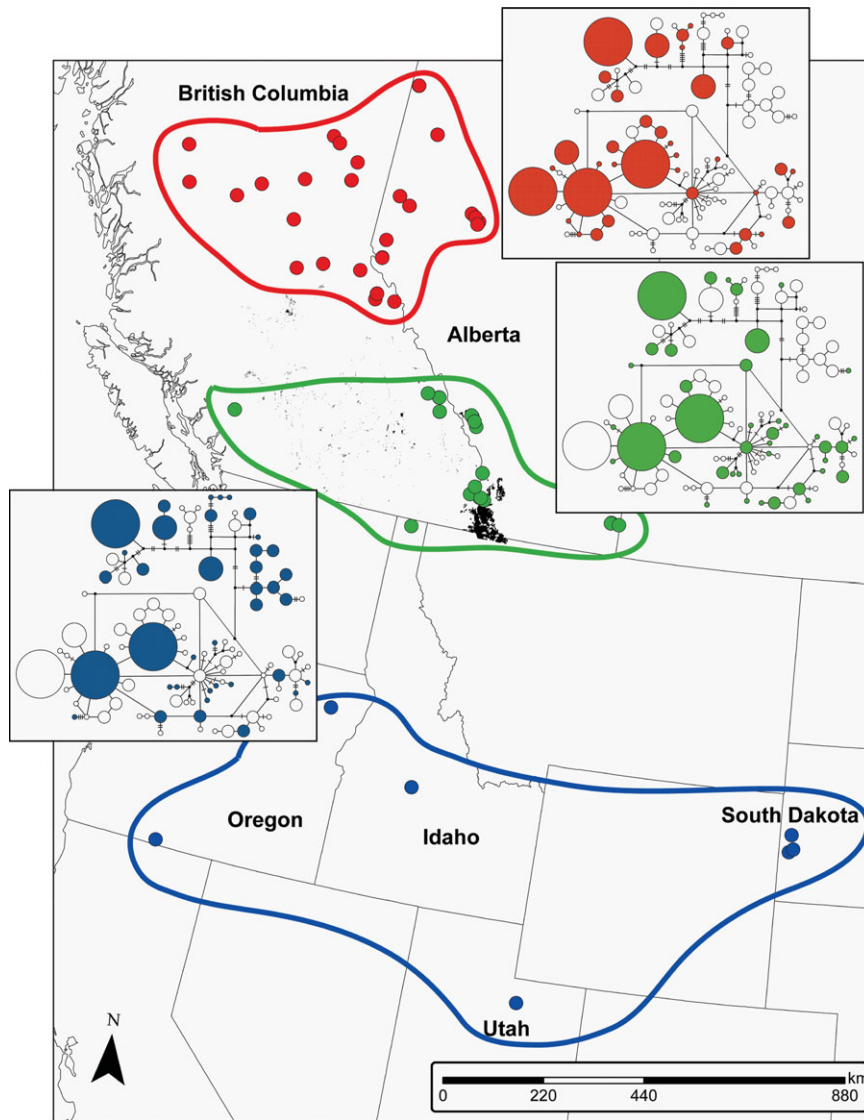 British Columbia
Alberta
Oregon
Idaho
South Dakota
Utah
N
km
0 220 440 880